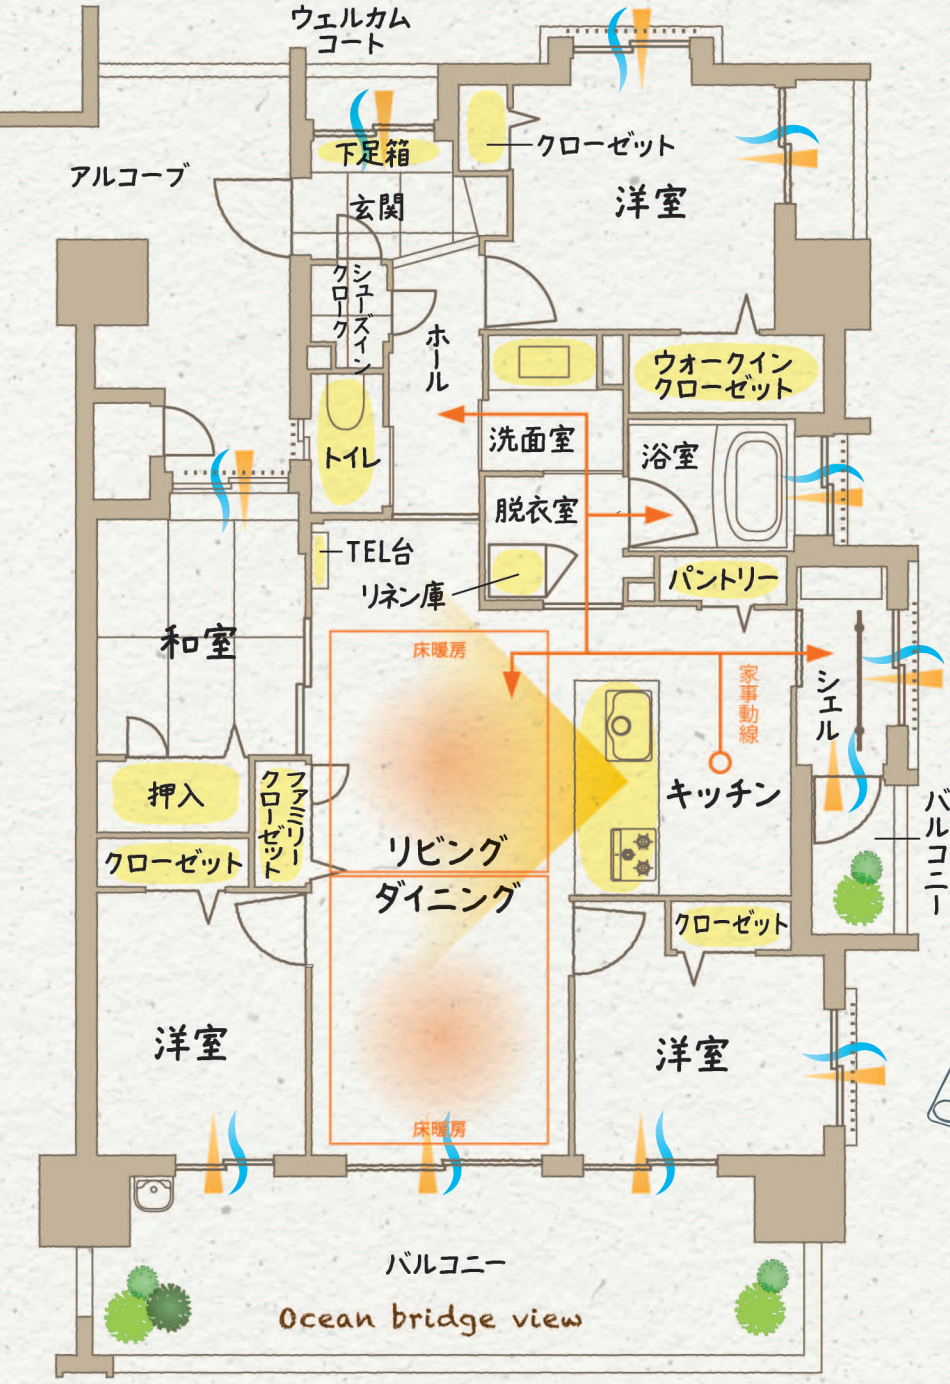 ウェルカム
コート
クローゼット
下足箱
アルコーブ
洋室
玄関
シューズイン
クローク
ホール
ウォークイン
クローゼット
トイレ
洗面室
浴室
脱衣室
TEL台
リネン庫
パントリー
和室
床暖房
家事動線
シエル
押入
ファミリー
クローゼット
キッチン
バルコニー
リビング
ダイニング
クローゼット
クローゼット
洋室
洋室
床暖房
バルコニー
Ocean bridge view